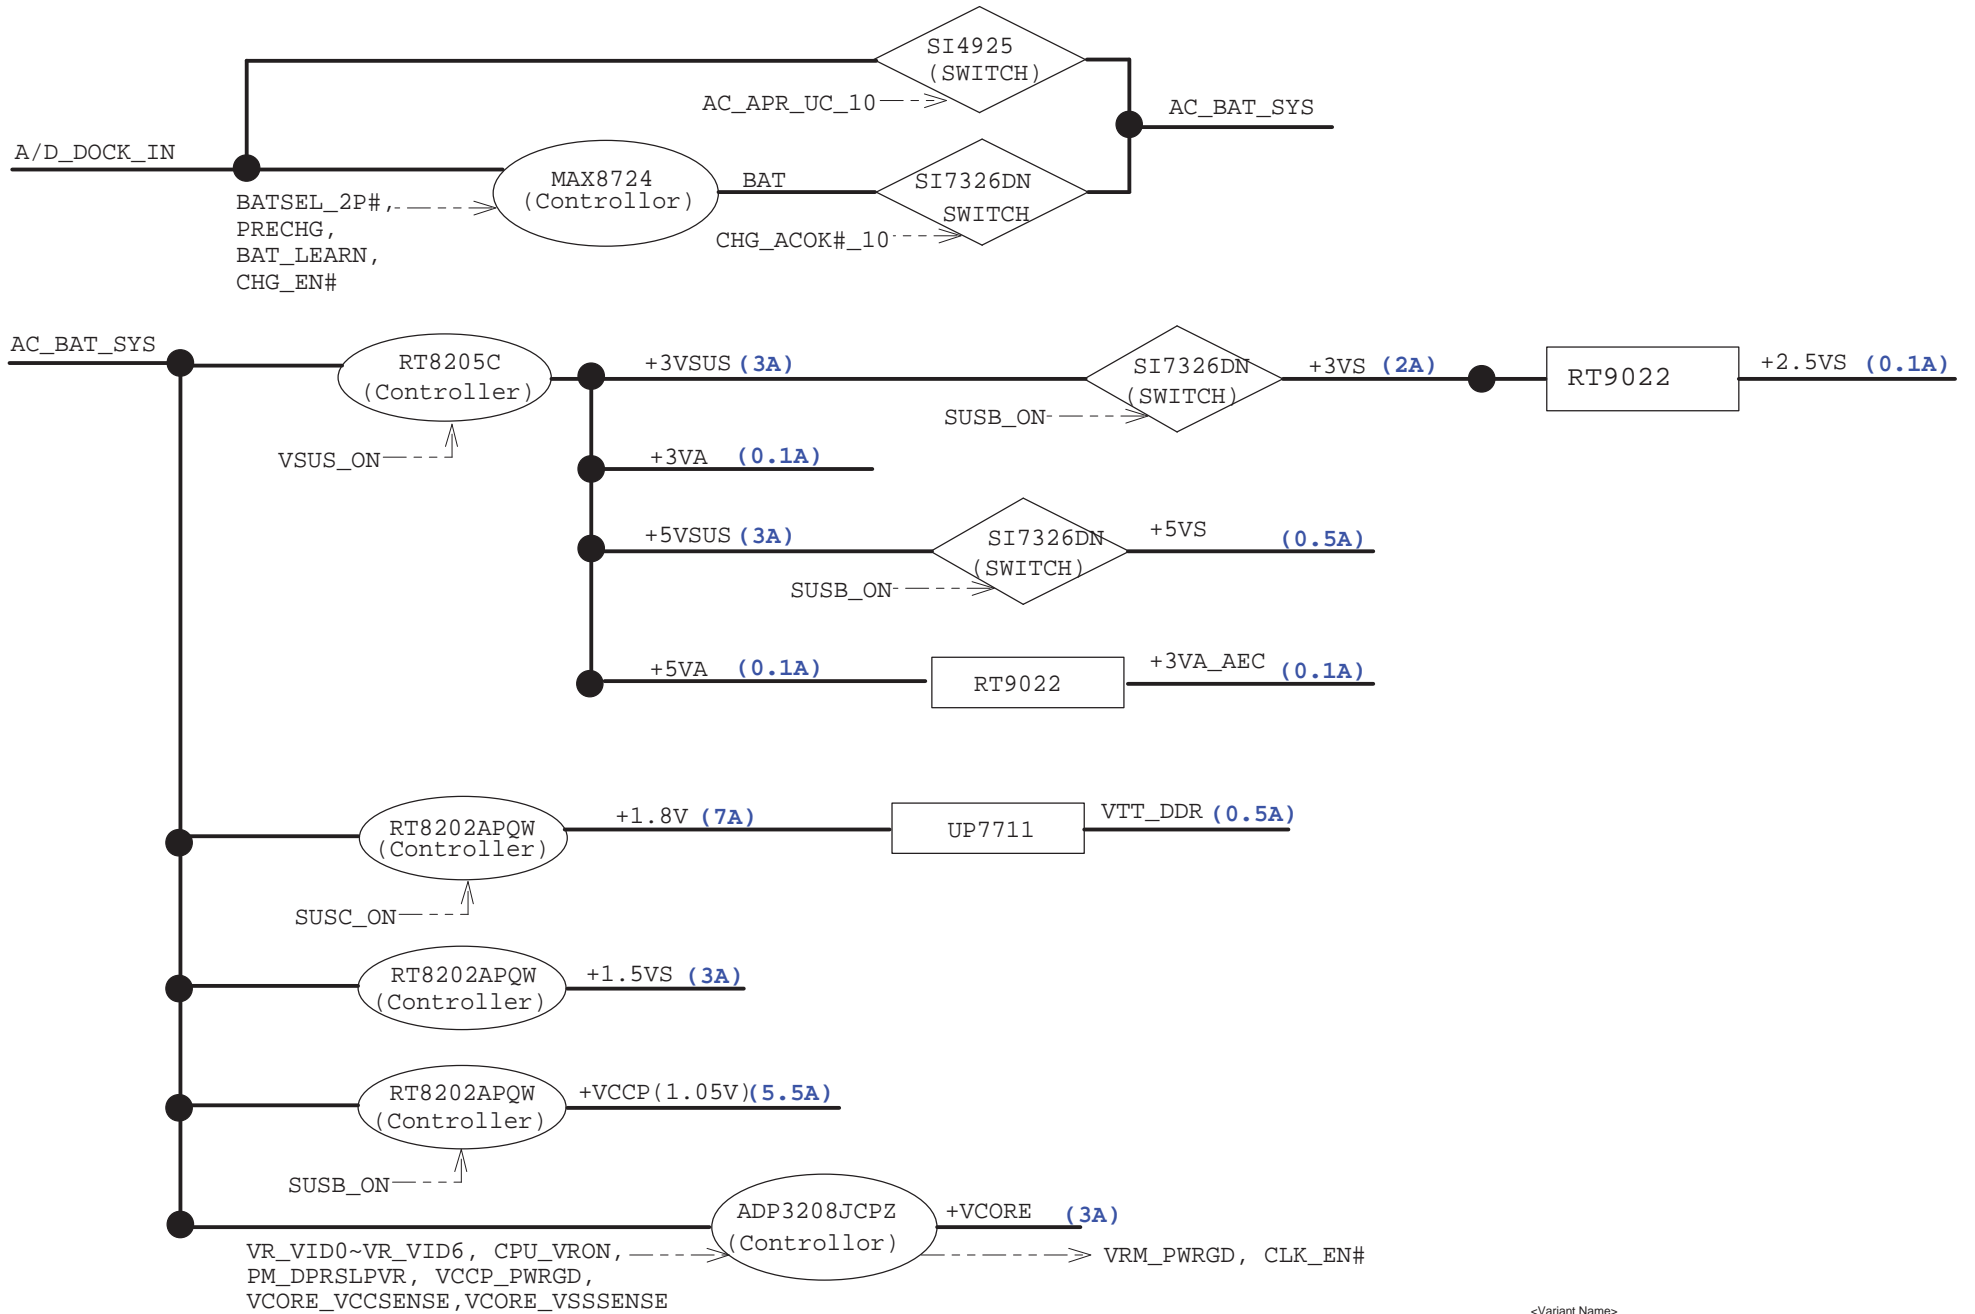 SI4925
(SWITCH)
AC_APR_UC_10
AC_BAT_SYS
A/D_DOCK_IN
MAX8724
(Controllor)
BAT
SI7326DN
SWITCH
BATSEL_2P#,
PRECHG,
BAT_LEARN,
CHG_EN#
CHG_ACOK#_10
AC_BAT_SYS
RT8205C
(Controller)
VSUS_ON
+3VSUS (3A)
SI7326DN
(SWITCH)
SUSB_ON
+3VS (2A)
RT9022
+2.5VS (0.1A)
+3VA (0.1A)
+5VSUS (3A)
SI7326DN
(SWITCH)
SUSB_ON
+5VS (0.5A)
+5VA (0.1A)
RT9022
+3VA_AEC (0.1A)
RT8202APQW
(Controller)
SUSC_ON
+1.8V (7A)
UP7711
VTT_DDR (0.5A)
RT8202APQW
(Controller)
+1.5VS (3A)
RT8202APQW
(Controller)
+VCCP(1.05V)(5.5A)
SUSB_ON
ADP3208JCPZ
(Controllor)
+VCORE (3A)
VR_VID0~VR_VID6, CPU_VRON,
PM_DPRSLPVR, VCCP_PWRGD,
VCORE_VCCSENSE,VCORE_VSSSENSE
VRM_PWRGD, CLK_EN#
<Variant Name>